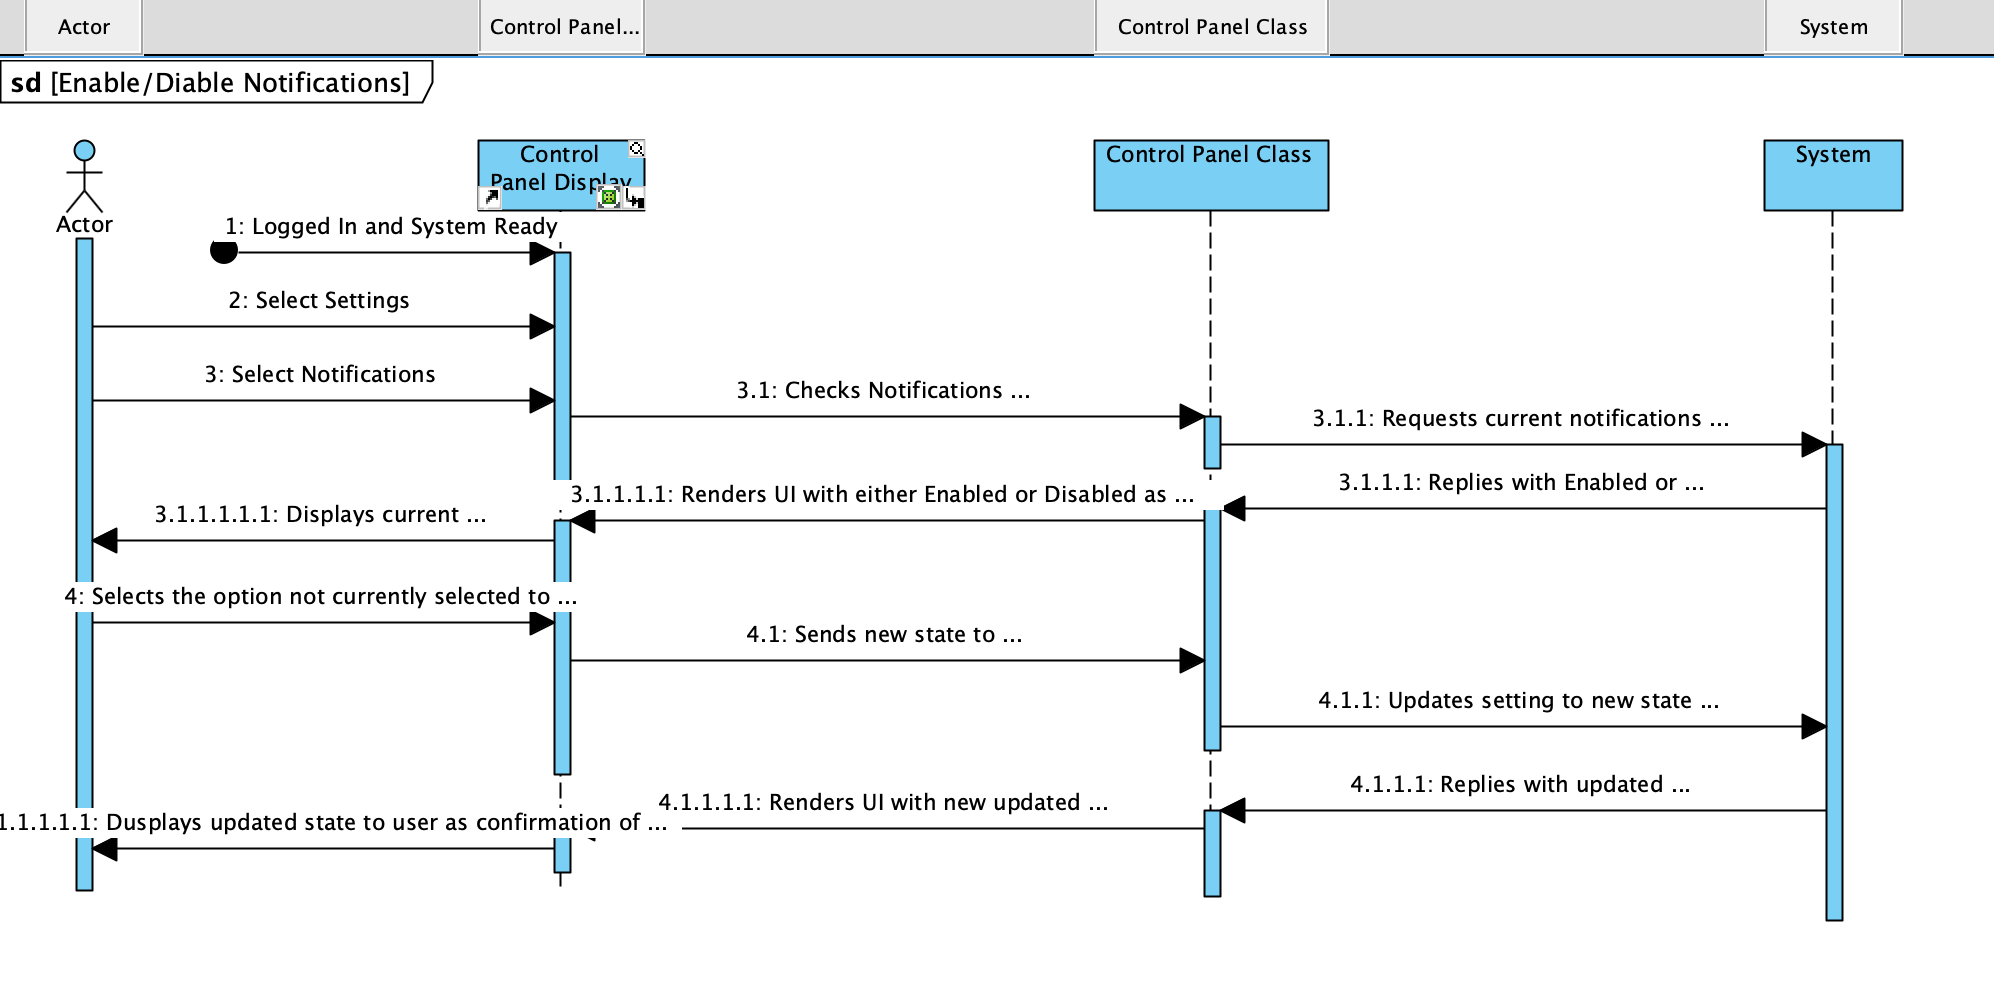 Actor
Control Panel...
Control Panel Class
System
sd [Enable/Diable Notifications]
Control
Panel Display
Control Panel Class
System
Actor
1: Logged In and System Ready
2: Select Settings
3: Select Notifications
3.1: Checks Notifications ...
3.1.1: Requests current notifications ...
3.1.1.1: Replies with Enabled or ...
3.1.1.1.1: Renders UI with either Enabled or Disabled as ...
3.1.1.1.1.1: Displays current ...
4: Selects the option not currently selected to ...
4.1: Sends new state to ...
4.1.1: Updates setting to new state ...
4.1.1.1: Replies with updated ...
4.1.1.1.1: Renders UI with new updated ...
1.1.1.1.1: Dusplays updated state to user as confirmation of ...